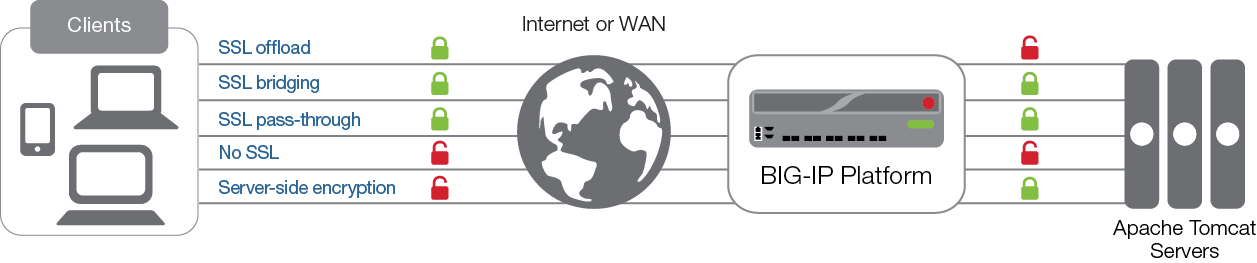 Clients
Internet or WAN
SSL offload
SSL bridging
SSL pass-through
No SSL
Server-side encryption
BIG-IP Platform
Apache Tomcat
Servers